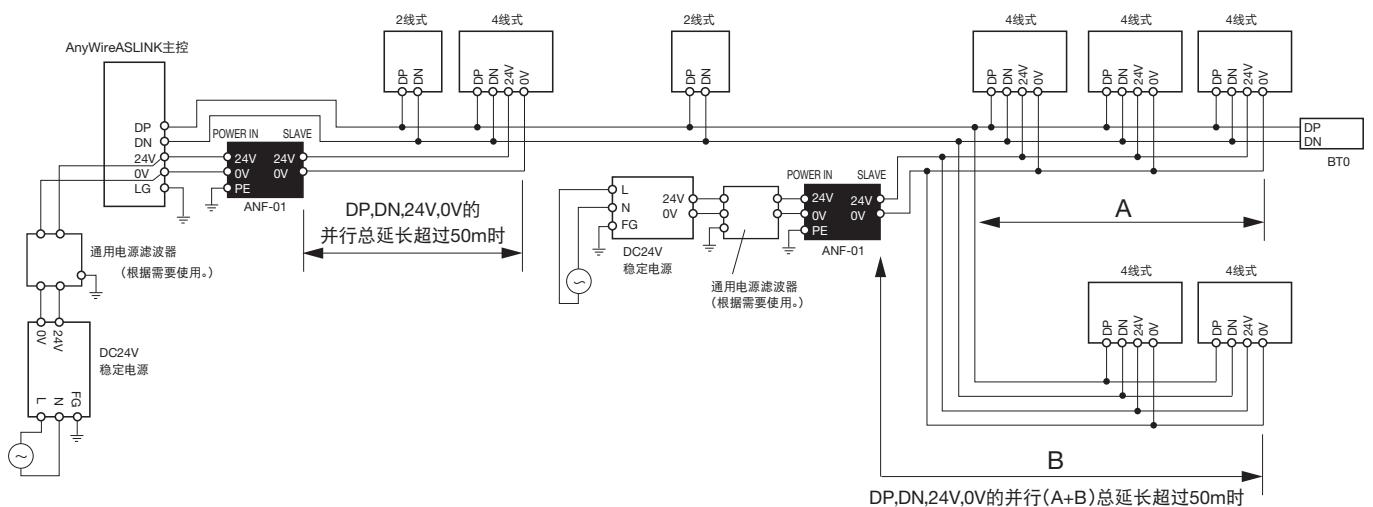 2线式
4线式
2线式
4线式
4线式
4线式
AnyWireASLINK主控
DP
DN
DP
DN
24V
0V
DP
DN
DP
DN
24V
0V
DP
DN
24V
0V
DP
DN
24V
0V
DP
DN
24V
0V
LG
POWER IN
SLAVE
24V
0V
PE
24V
0V
ANF-01
DP
DN
BT0
DP,DN,24V,0V的
并行总延长超过50m时
L
N
FG
24V
0V
DC24V
稳定电源
通用电源滤波器
（根据需要使用。）
POWER IN
SLAVE
24V
0V
PE
24V
0V
ANF-01
A
通用电源滤波器
（根据需要使用。）
0V
24V
DC24V
稳定电源
L
N
FG
4线式
4线式
DP
DN
24V
0V
DP
DN
24V
0V
B
DP,DN,24V,0V的并行（A+B）总延长超过50m时